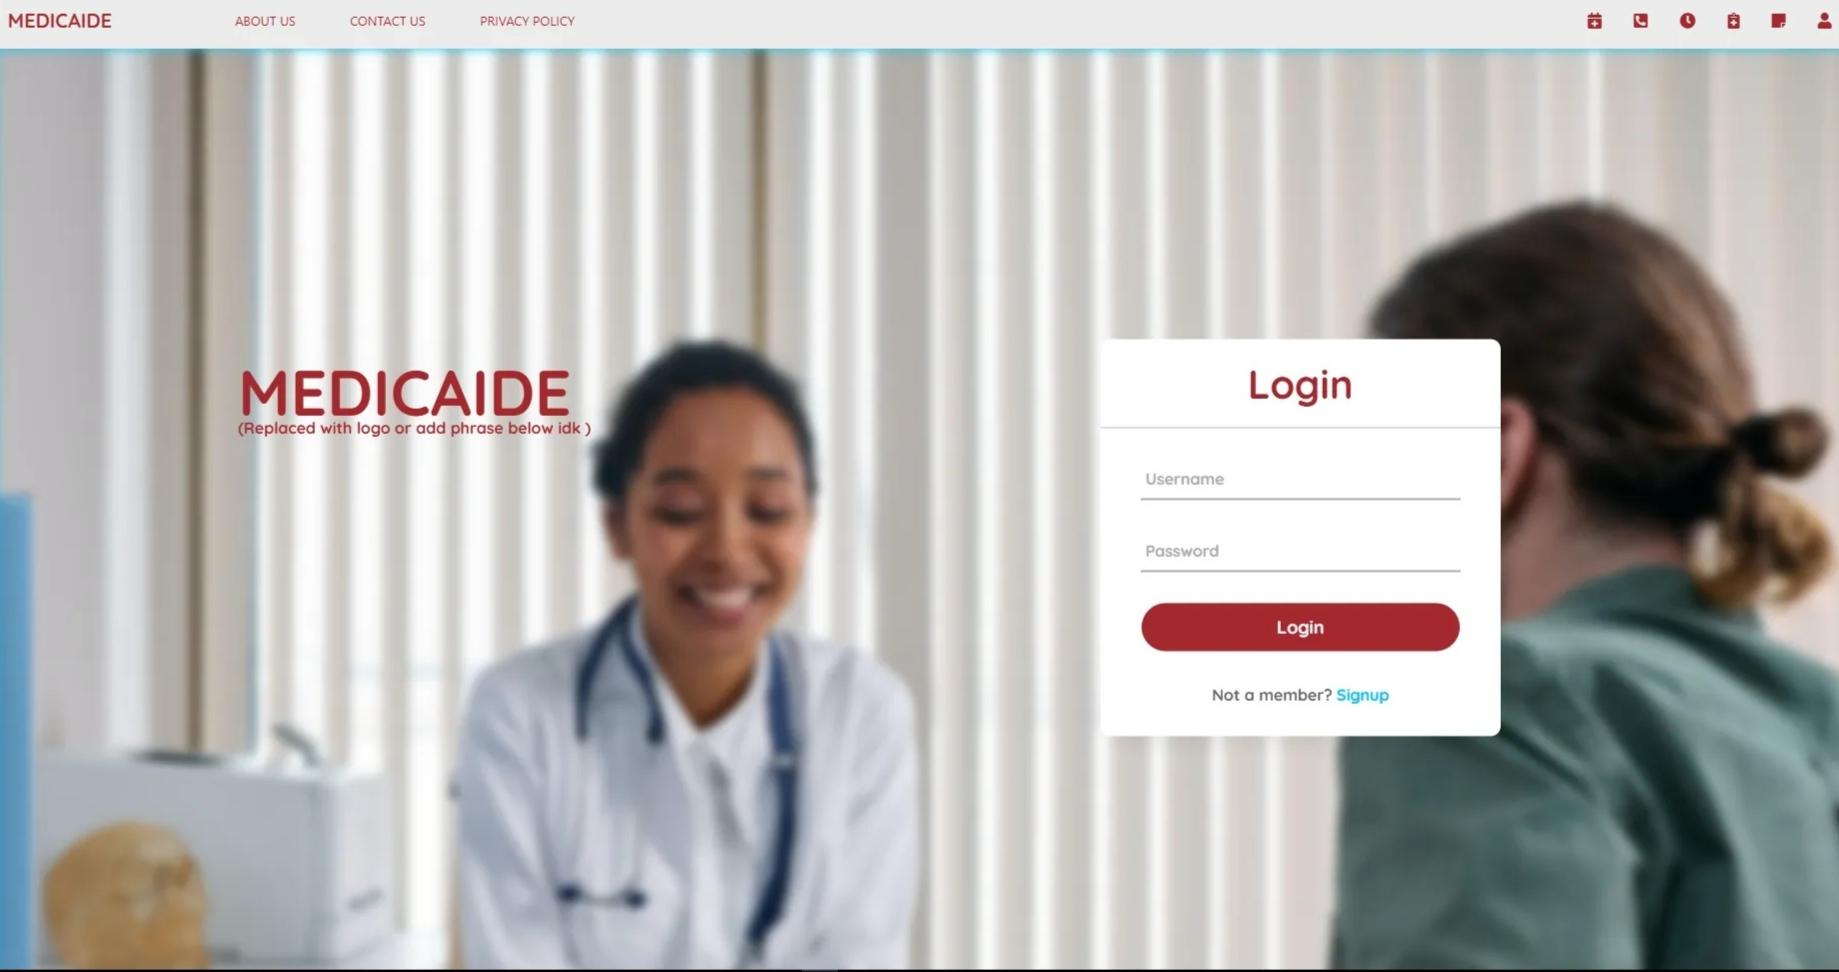 MEDICAIDE
ABOUT US
CONTACT US
PRIVACY POLICY
MEDICAIDE
(Replaced with logo or add phrase below idk )
Login
Username
Password
Login
Not a member? Signup